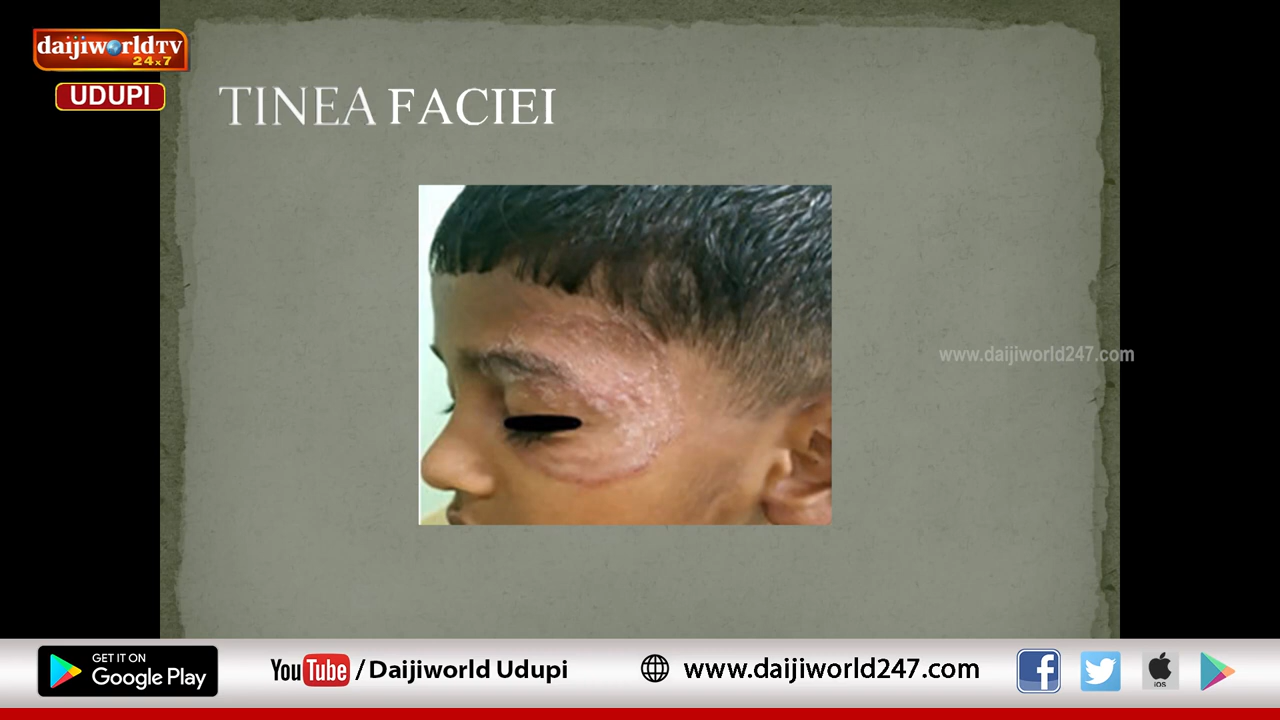 daijiworldTV
24x7
UDUPI
TINEA FACIEI
www.daijiworld247.com
GET IT ON
Google Play
YouTube / Daijiworld Udupi
www.daijiworld247.com
f
iOS